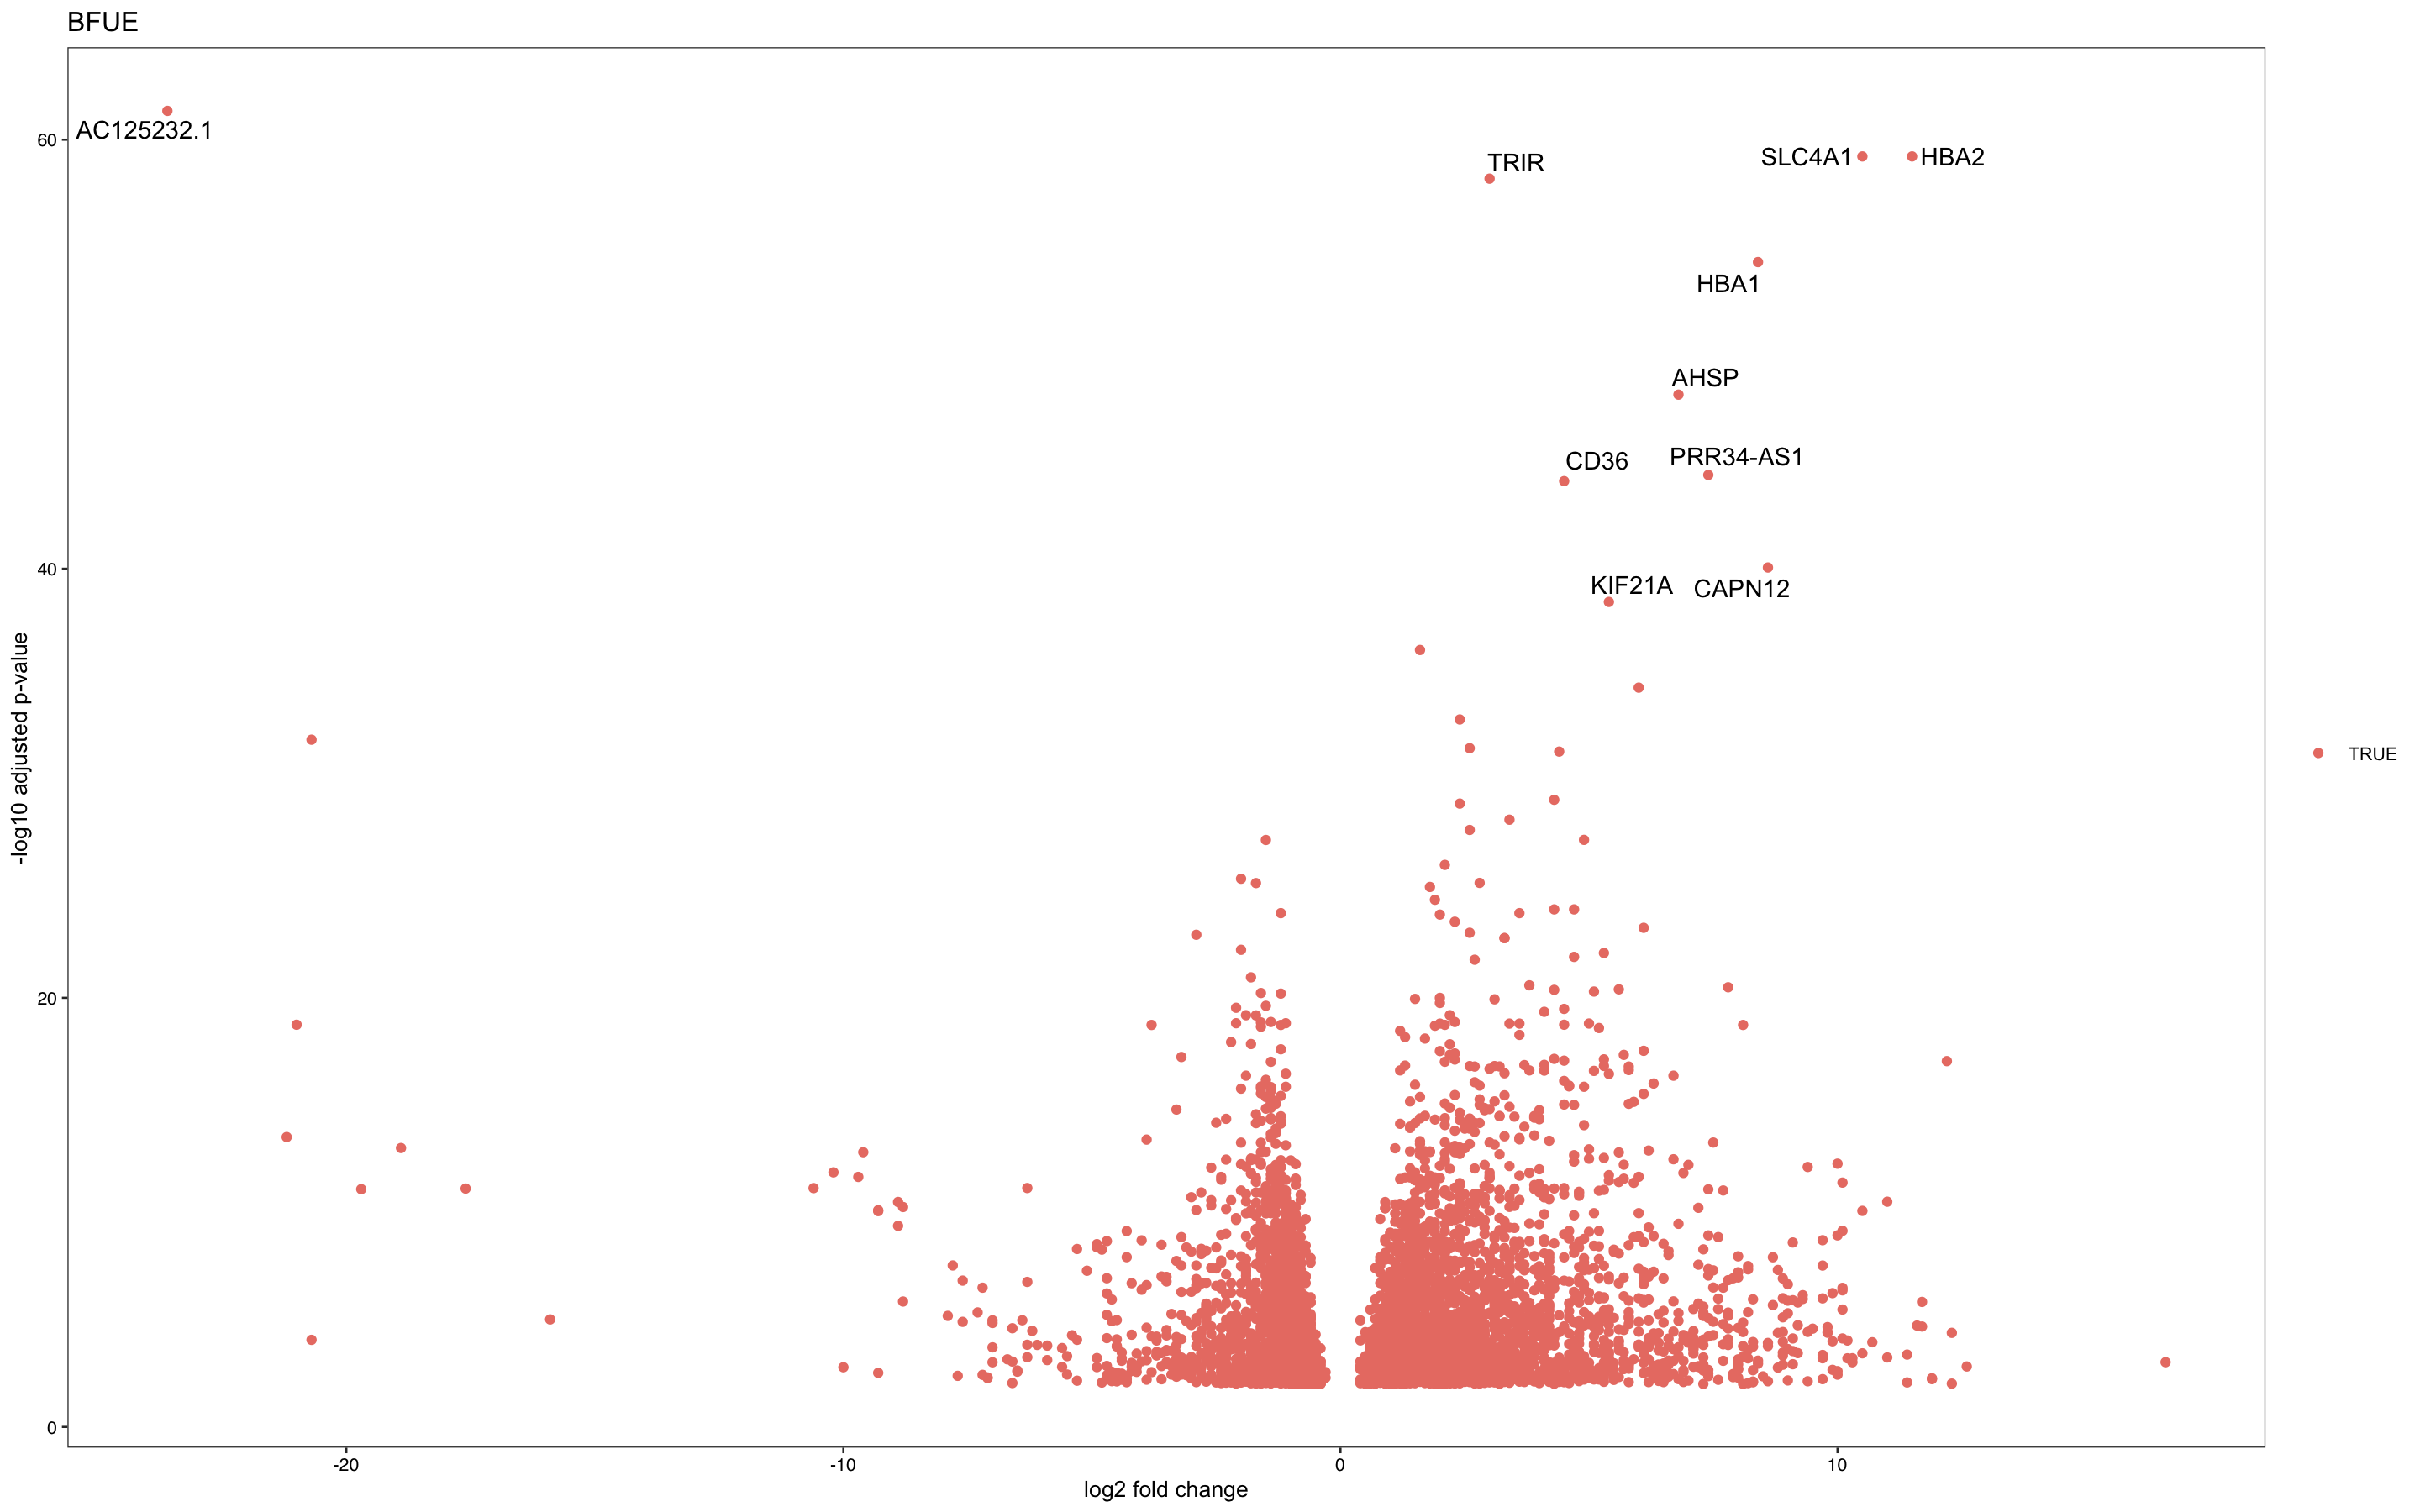 BFUE
AC125232.1
60
TRIR
SLC4A1
HBA2
HBA1
AHSP
CD36
PRR34-AS1
40
KIF21A
CAPN12
-log10 adjusted p-value
TRUE
20
0
-20
-10
0
10
log2 fold change